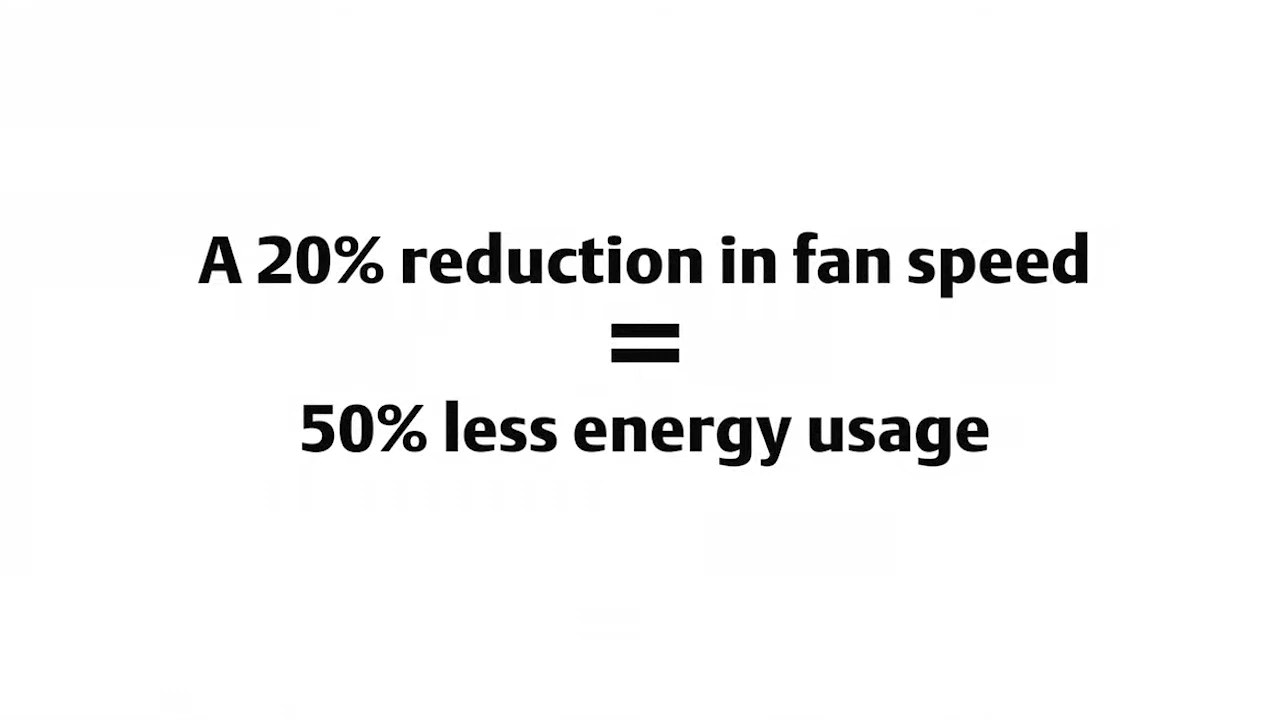 A 20% reduction in fan speed
=
50% less energy usage